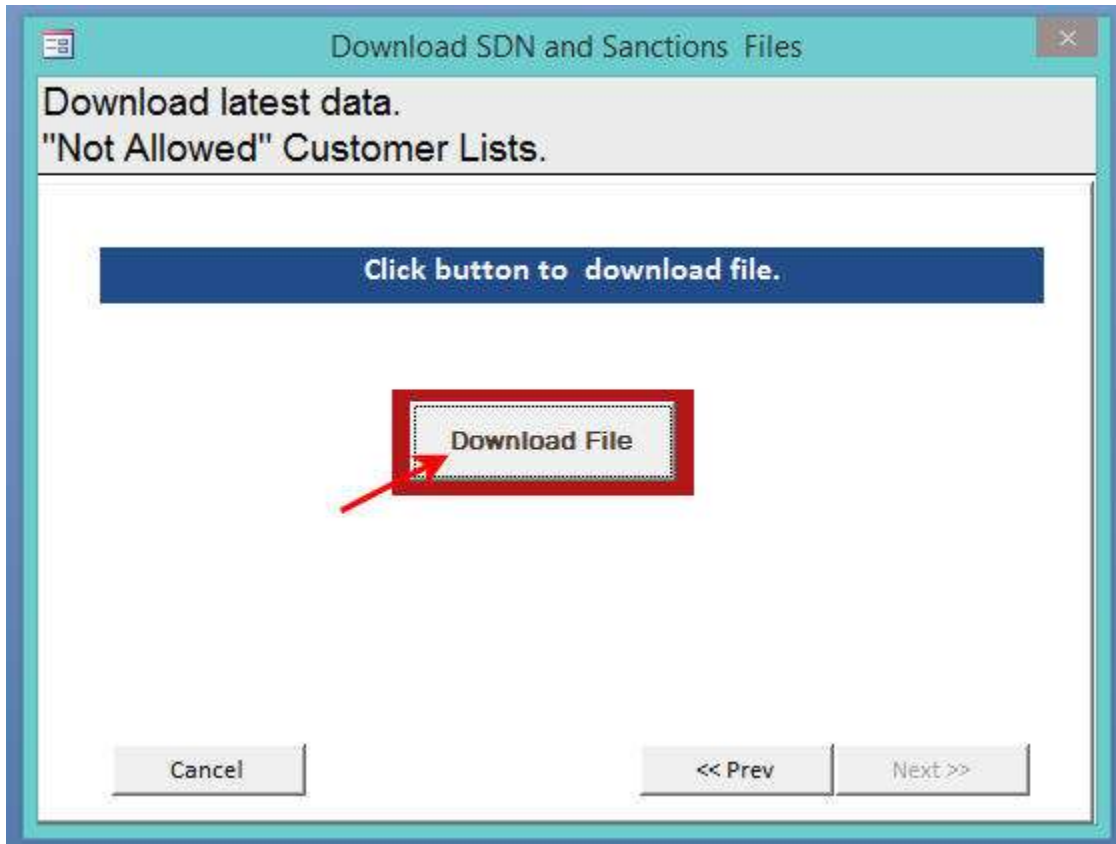 Download SDN and Sanctions  Files
Download latest data.
"Not Allowed" Customer Lists.
Click button to  download file.
Download File
Cancel
<< Prev
Next >>